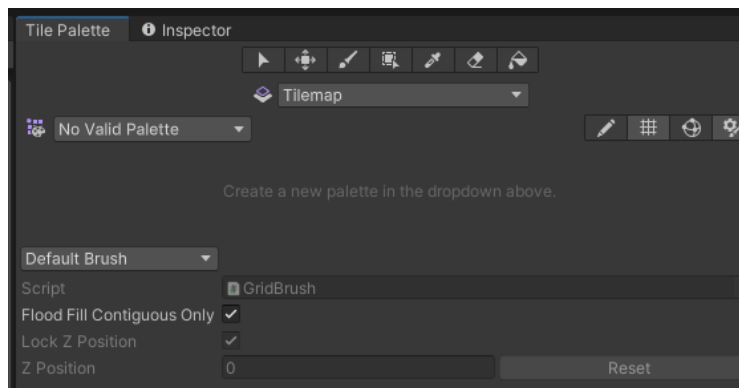 Tile Palette Inspector
Tilemap
No Valid Palette
Create a new palette in the dropdown above.
Default Brush
Script GridBrush
Flood Fill Contiguous Only
Lock Z Position
Z Position 0 Reset